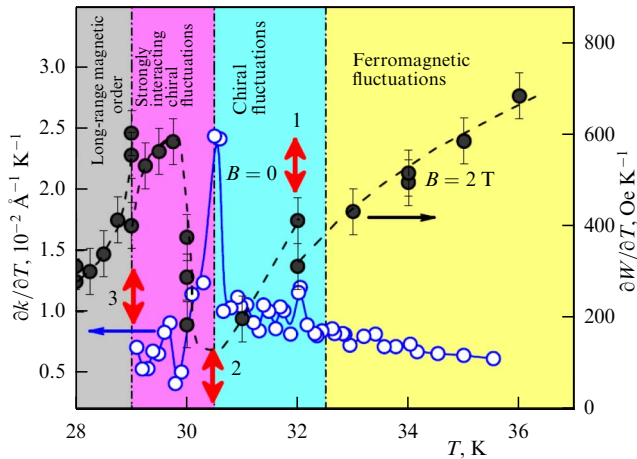 3.0
2.5
2.0
1.5
1.0
0.5
∂k/∂T, 10⁻² Å⁻¹ K⁻¹
Long-range magnetic
order
Strongly
interacting
chiral
fluctuations
Chiral
fluctuations
Ferromagnetic
fluctuations
1
B = 0
B = 2 T
3
2
800
600
400
200
0
∂W/∂T, Oe K⁻¹
28
30
32
34
36
T, K